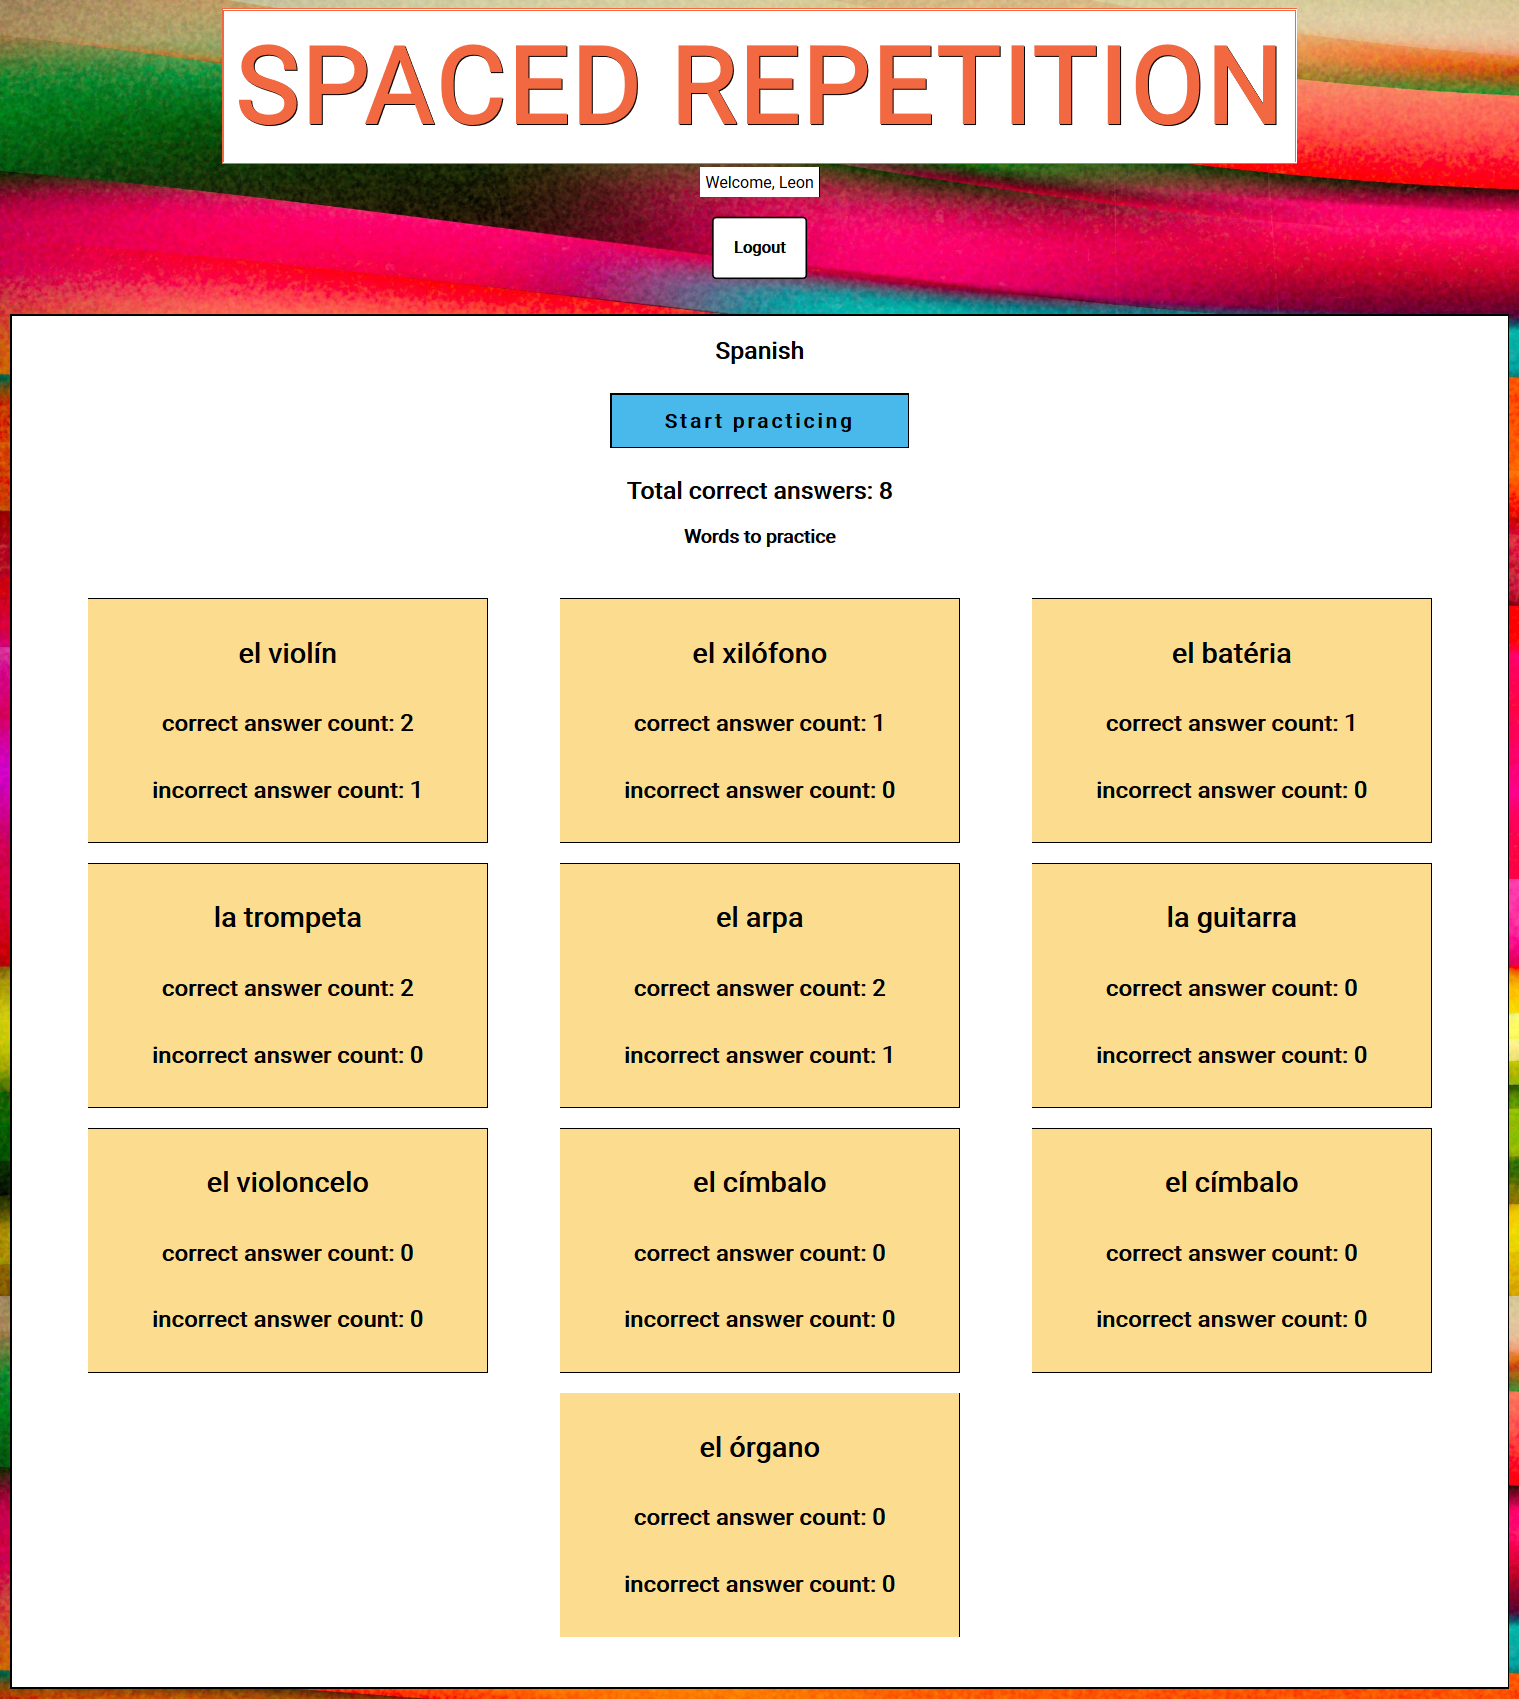 SPACED REPETITION
Welcome, Leon
Logout
Spanish
Start practicing
Total correct answers: 8
Words to practice
el violín
correct answer count: 2
incorrect answer count: 1
el xilófono
correct answer count: 1
incorrect answer count: 0
el batéria
correct answer count: 1
incorrect answer count: 0
la trompeta
correct answer count: 2
incorrect answer count: 0
el arpa
correct answer count: 2
incorrect answer count: 1
la guitarra
correct answer count: 0
incorrect answer count: 0
el violoncelo
correct answer count: 0
incorrect answer count: 0
el címbalo
correct answer count: 0
incorrect answer count: 0
el címbalo
correct answer count: 0
incorrect answer count: 0
el órgano
correct answer count: 0
incorrect answer count: 0